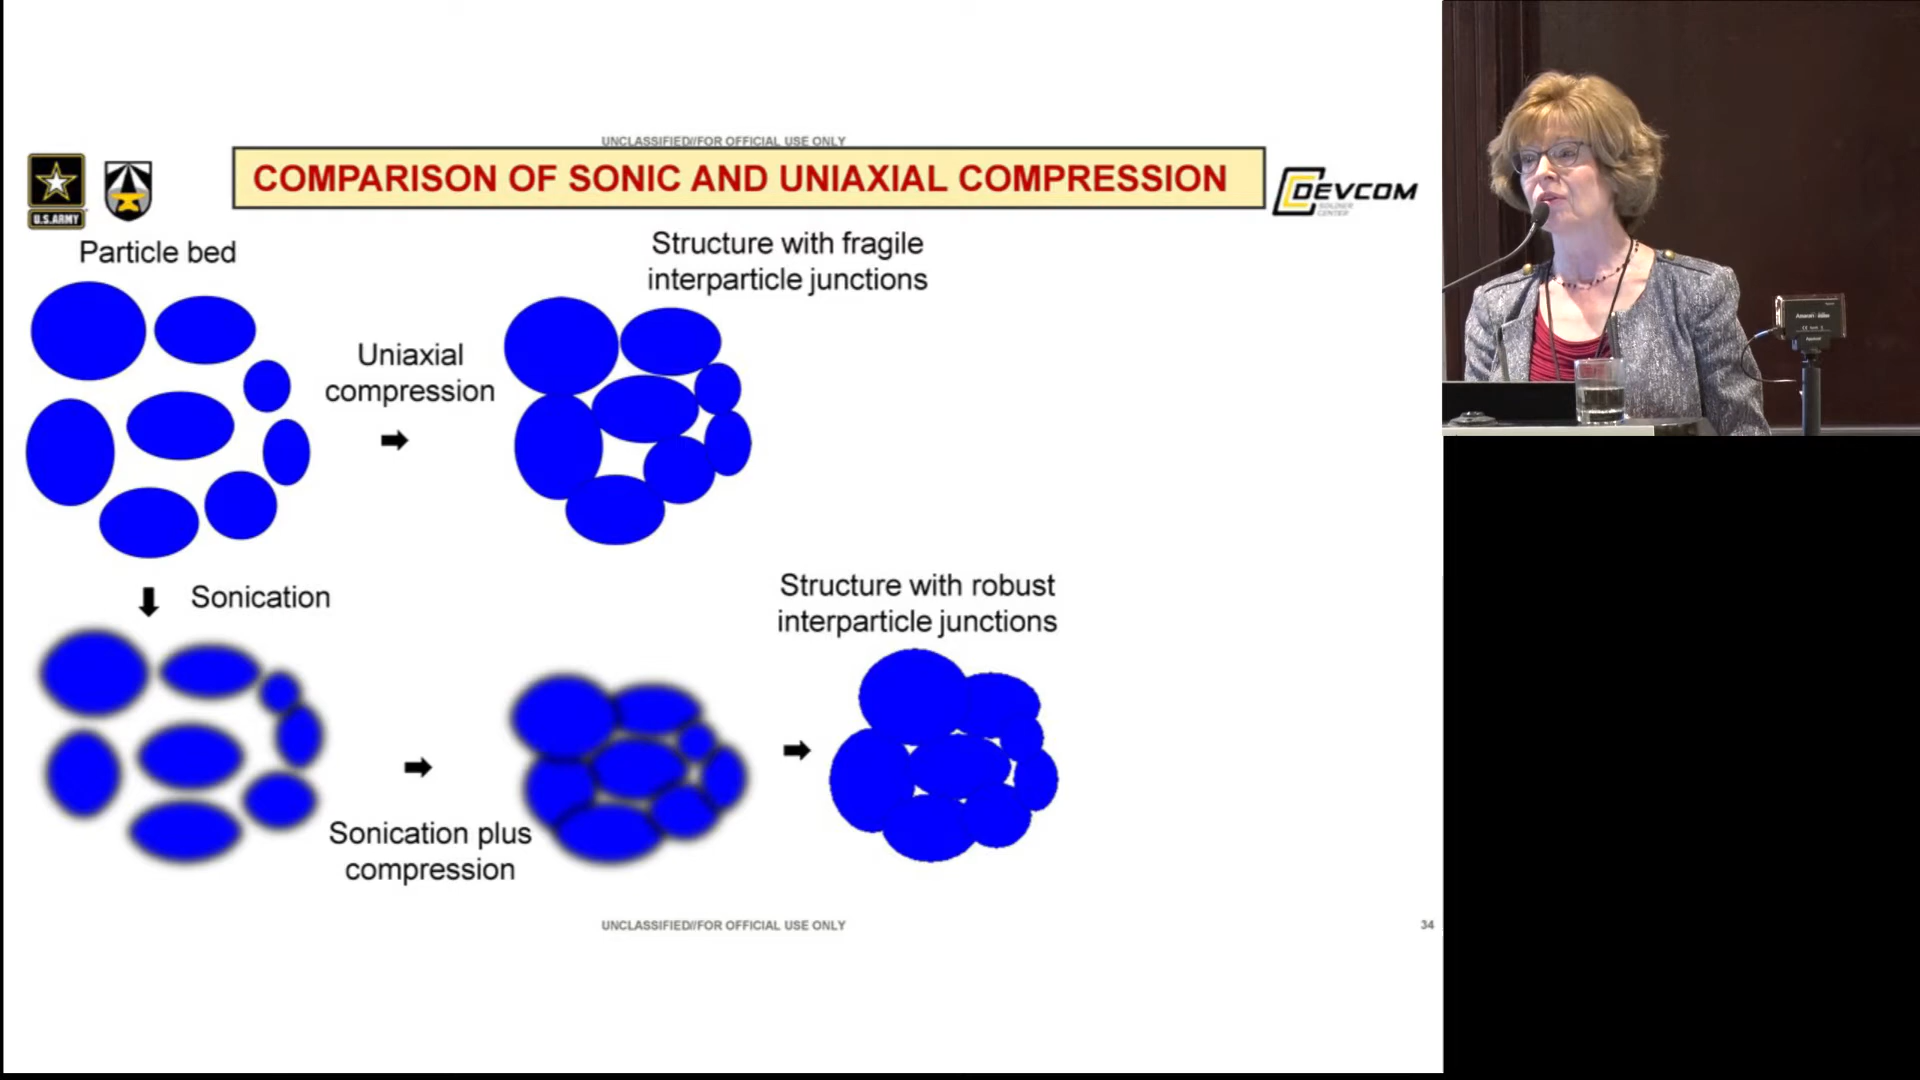 UNCLASSIFIED//FOR OFFICIAL USE ONLY
COMPARISON OF SONIC AND UNIAXIAL COMPRESSION
U.S.ARMY
DEVCOM
SOLDIER
CENTER
Particle bed
Structure with fragile
interparticle junctions
Uniaxial
compression
Sonication
Structure with robust
interparticle junctions
Sonication plus
compression
UNCLASSIFIED//FOR OFFICIAL USE ONLY
34